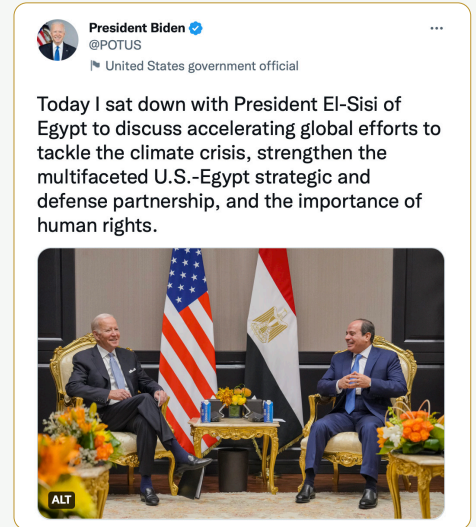 President Biden
@POTUS
United States government official
Today I sat down with President El-Sisi of
Egypt to discuss accelerating global efforts to
tackle the climate crisis, strengthen the
multifaceted U.S.-Egypt strategic and
defense partnership, and the importance of
human rights.
ALT